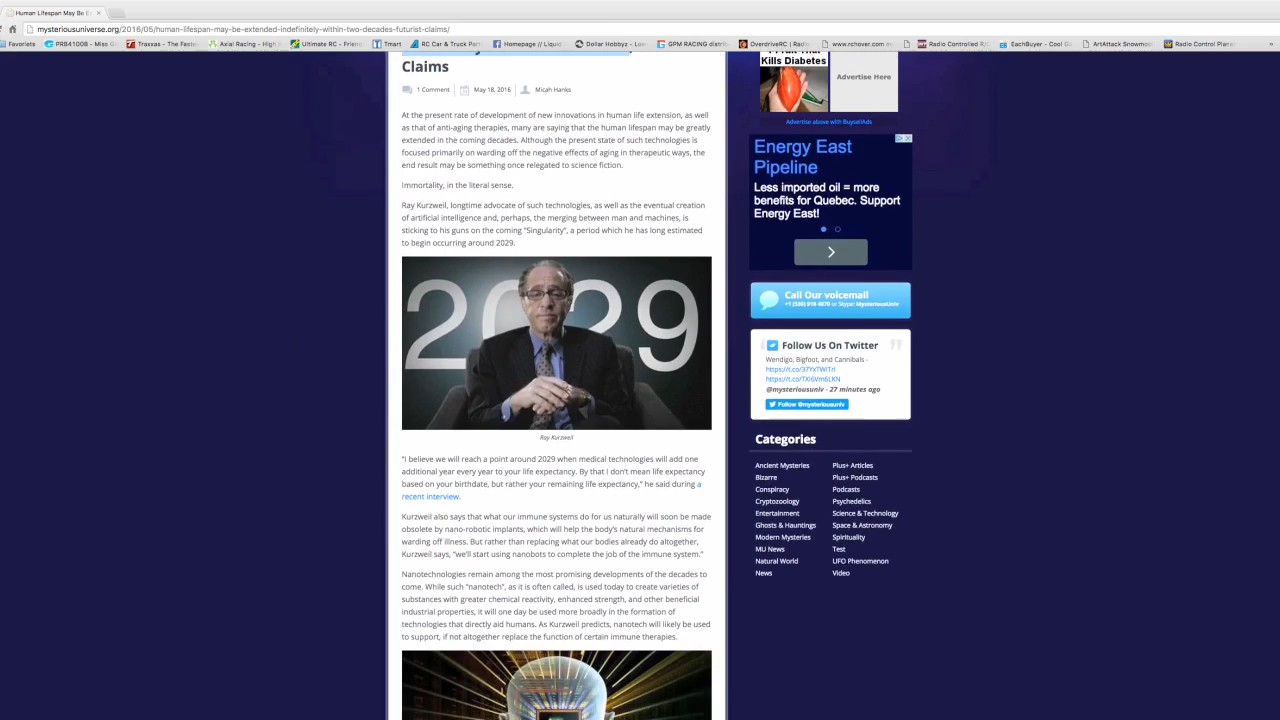 Human Lifespan May Be E
mysteriousuniverse.org/2016/05/human-lifespan-may-be-extended-indefinitely-within-two-decades-futurist-claims/
Favoriets
PRB41008 - Miss G
Traxxas - The Faste
Axial Racing - High
Ultimate RC - Frien
Tmart
RC Car & Truck Part
Homepage // Liquid
Dollar Hobbyz - Low
GPM RACING distric
OverdriveRC | Radio
www.rchover.com
Radio Controlled R/C
EachBuyer - Cool G
ArtAttack Snowmoo
Radio Control Planes
»
Claims
1 Comment
May 18, 2016
Micah Hanks
At the present rate of development of new innovations in human life extension, as well
as that of anti-aging therapies, many are saying that the human lifespan may be greatly
extended in the coming decades. Although the present state of such technologies is
focused primarily on warding off the negative effects of aging in therapeutic ways, the
end result may be something once relegated to science fiction.
Immortality, in the literal sense.
Ray Kurzweil, longtime advocate of such technologies, as well as the eventual creation
of artificial intelligence and, perhaps, the merging between man and machines, is
sticking to his guns on the coming "Singularity", a period which he has long estimated
to begin occurring around 2029.
2029
Ray Kurzweil
"I believe we will reach a point around 2029 when medical technologies will add one
additional year every year to your life expectancy. By that I don't mean life expectancy
based on your birthdate, but rather your remaining life expectancy," he said during a
recent interview.
Kurzweil also says that what our immune systems do for us naturally will soon be made
obsolete by nano-robotic implants, which will help the body's natural mechanisms for
warding off illness. But rather than replacing what our bodies already do altogether,
Kurzweil says, "we'll start using nanobots to complete the job of the immune system."
Nanotechnologies remain among the most promising developments of the decades to
come. While such "nanotech", as it is often called, is used today to create varieties of
substances with greater chemical reactivity, enhanced strength, and other beneficial
industrial properties, it will one day be used more broadly in the formation of
technologies that directly aid humans. As Kurzweil predicts, nanotech will likely be used
to support, if not altogether replace the function of certain immune therapies.
Kills Diabetes
Advertise Here
Advertise above with BuySellAds
Energy East
Pipeline
Less imported oil = more
benefits for Quebec. Support
Energy East!
Call Our voicemail
or Skype: MysteriousUniv
Follow Us On Twitter
Wendigo, Bigfoot, and Cannibals -
https://t.co/37YxTWITri
https://t.co/TXl6Vm6LKN
@mysteriousuniv - 27 minutes ago
Follow @mysteriousuniv
Categories
Ancient Mysteries
Bizarre
Conspiracy
Cryptozoology
Entertainment
Ghosts & Hauntings
Modern Mysteries
MU News
Natural World
News
Plus+ Articles
Plus+ Podcasts
Podcasts
Psychedelics
Science & Technology
Space & Astronomy
Spirituality
Test
UFO Phenomenon
Video